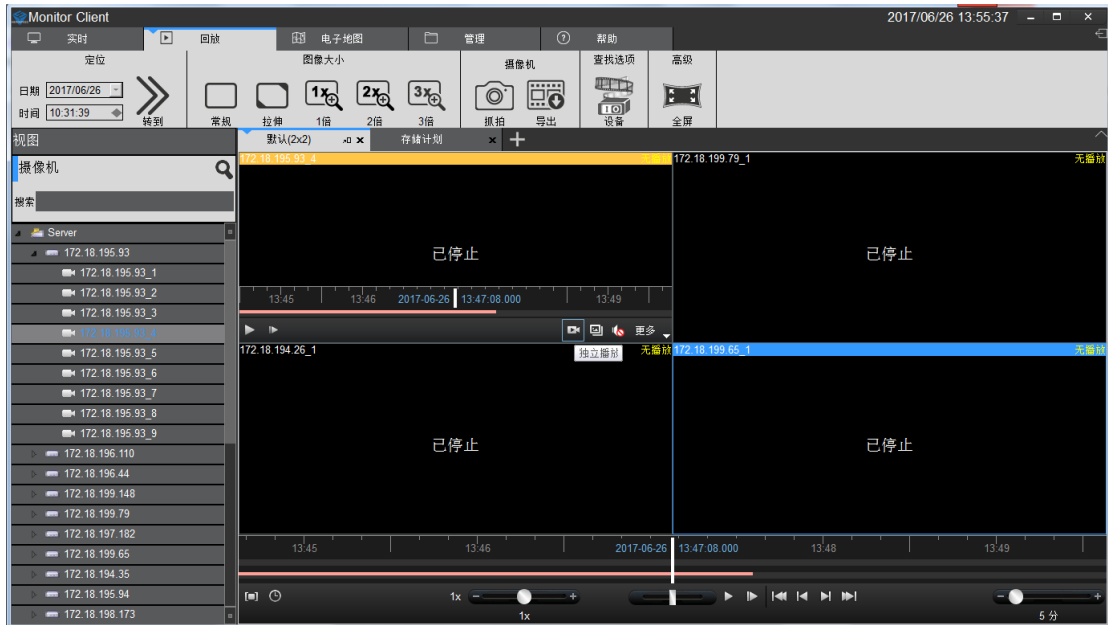 Monitor Client 2017/06/26 13:55:37
实时 回放 电子地图 管理 帮助
定位 图像大小 摄像机 查找选项 高级
日期 2017/06/26
时间 10:31:39
1x 2x 3x
转到 常规 拉伸 1倍 2倍 3倍 抓拍 导出 设备 全屏
视图
默认(2x2) 存储计划
摄像机
搜索
Server
172.18.195.93
172.18.195.93_1
172.18.195.93_2
172.18.195.93_3
172.18.195.93_4
172.18.195.93_5
172.18.195.93_6
172.18.195.93_7
172.18.195.93_8
172.18.195.93_9
172.18.196.110
172.18.196.44
172.18.199.148
172.18.199.79
172.18.197.182
172.18.199.65
172.18.194.35
172.18.195.94
172.18.198.173
172.18.195.93_4 无播放
已停止
13:45 13:46 2017-06-26 13:47:08.000 13:49
更多
独立播放
172.18.199.79_1 无播放
已停止
172.18.194.26_1 无播放
已停止
172.18.199.65_1 无播放
已停止
13:45 13:46 2017-06-26 13:47:08.000 13:48 13:49
1x
1x
5 分